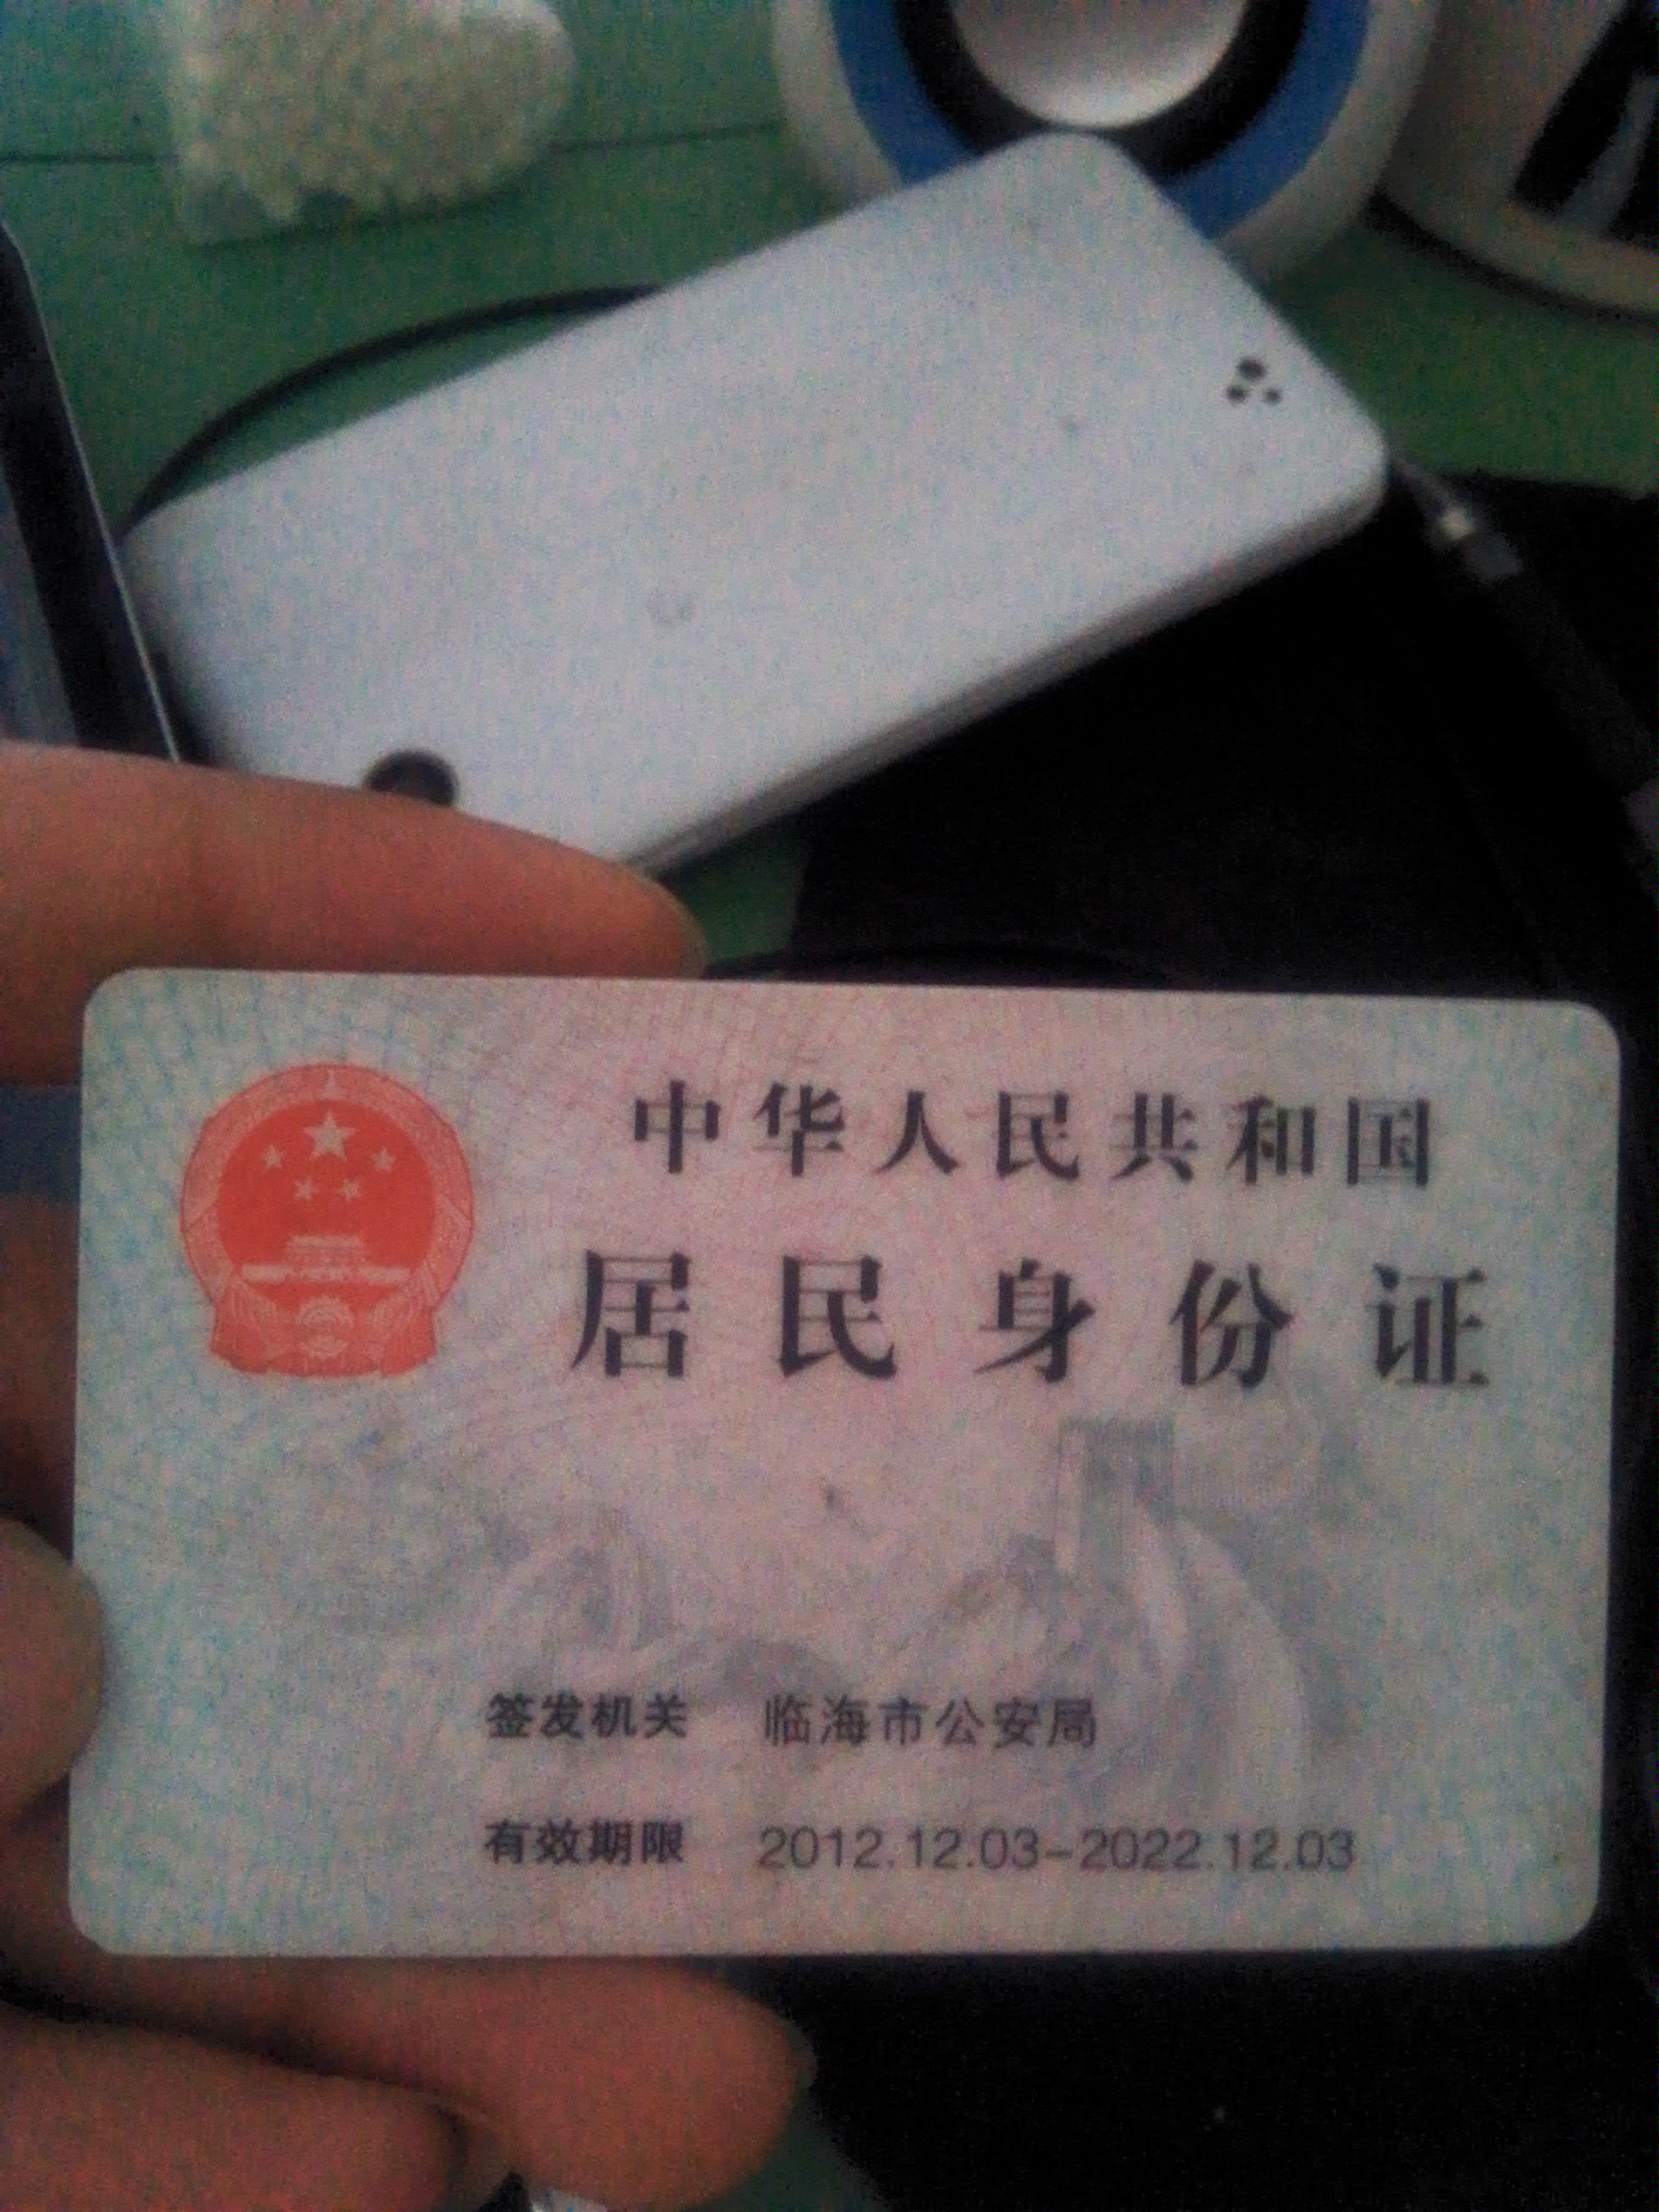 中华人民共和国
居民身份证
签发机关 临海市公安局
有效期限 2012.12.03-2022.12.03